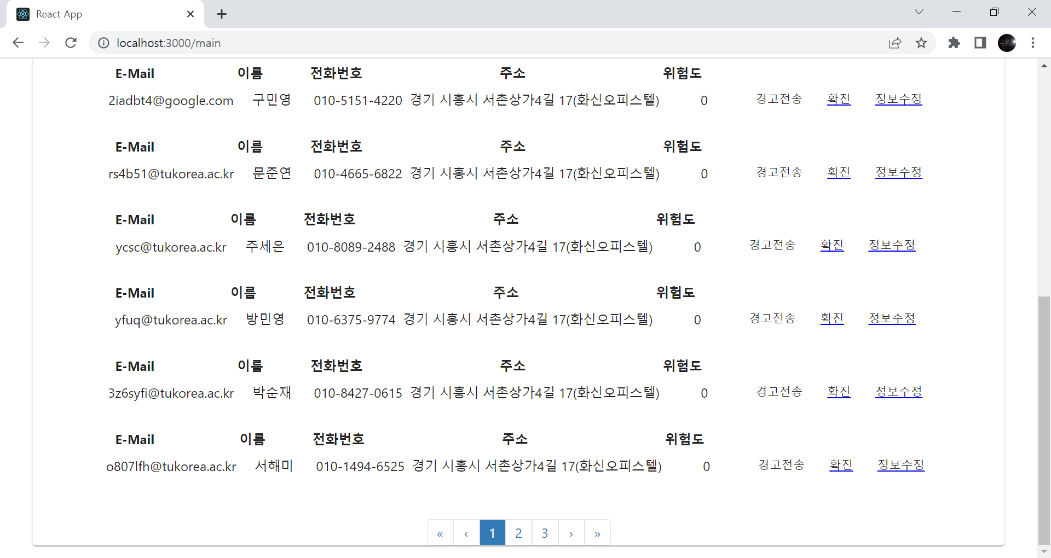 React App
localhost:3000/main
E-Mail 이름 전화번호 주소 위험도
2iadbt4@google.com 구민영 010-5151-4220 경기 시흥시 서촌상가4길 17(화신오피스텔) 0 경고전송 확진 정보수정
E-Mail 이름 전화번호 주소 위험도
rs4b51@tukorea.ac.kr 문준연 010-4665-6822 경기 시흥시 서촌상가4길 17(화신오피스텔) 0 경고전송 확진 정보수정
E-Mail 이름 전화번호 주소 위험도
ycsc@tukorea.ac.kr 주세은 010-8089-2488 경기 시흥시 서촌상가4길 17(화신오피스텔) 0 경고전송 확진 정보수정
E-Mail 이름 전화번호 주소 위험도
yfuq@tukorea.ac.kr 방민영 010-6375-9774 경기 시흥시 서촌상가4길 17(화신오피스텔) 0 경고전송 확진 정보수정
E-Mail 이름 전화번호 주소 위험도
3z6syfi@tukorea.ac.kr 박순재 010-8427-0615 경기 시흥시 서촌상가4길 17(화신오피스텔) 0 경고전송 확진 정보수정
E-Mail 이름 전화번호 주소 위험도
o807lfh@tukorea.ac.kr 서해미 010-1494-6525 경기 시흥시 서촌상가4길 17(화신오피스텔) 0 경고전송 확진 정보수정
« ‹ 1 2 3 › »